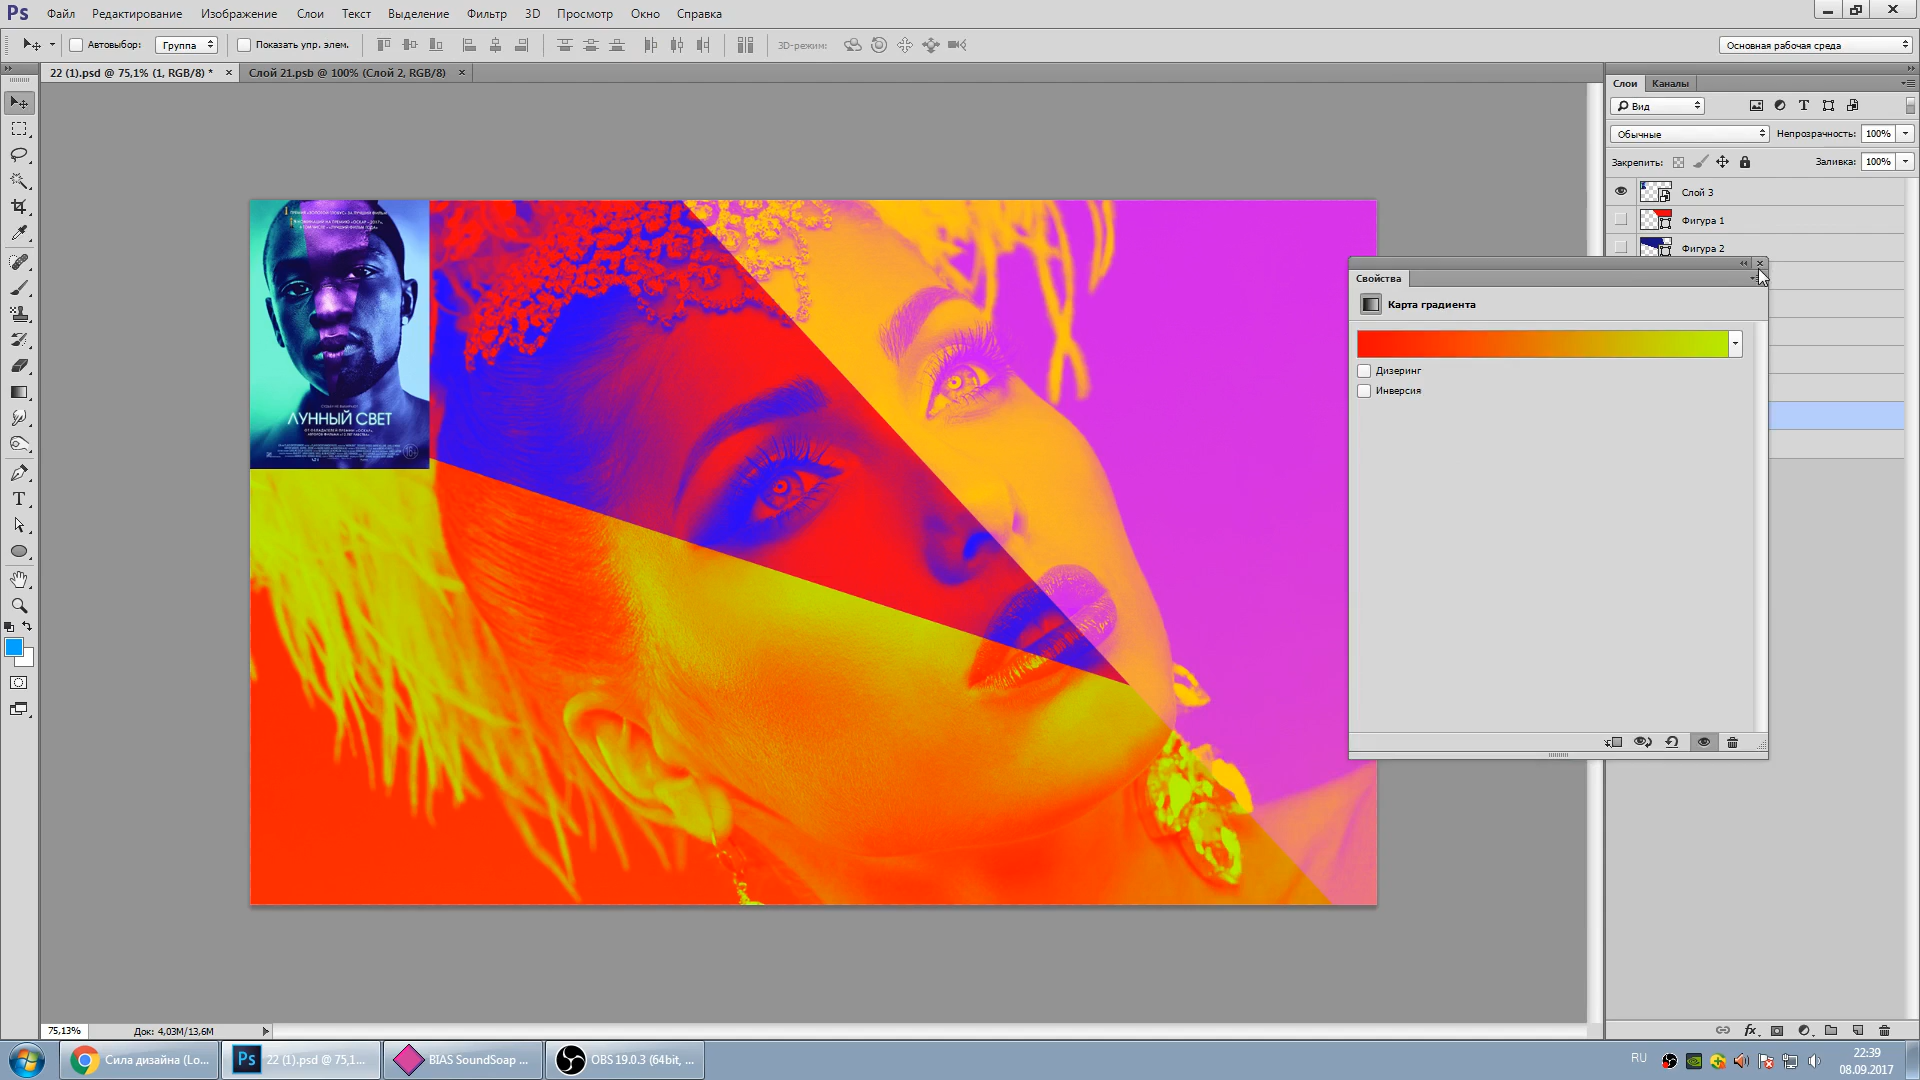 Ps Файл Редактирование Изображение Слои Текст Выделение Фильтр 3D Просмотр Окно Справка
Автовыбор: Группа Показать упр. элем. 3D-режим: Основная рабочая среда
22 (1).psd @ 75,1% (1, RGB/8) * × Слой 21.psb @ 100% (Слой 2, RGB/8) ×
Слои Каналы
Вид
Обычные Непрозрачность: 100%
Закрепить: Заливка: 100%
Слой 3
Фигура 1
Фигура 2
Свойства
Карта градиента
Дизеринг
Инверсия
ЛУННЫЙ СВЕТ
T
fx
75,13% Док: 4,03M/13,6M
Сила дизайна (Lo...
Ps 22 (1).psd @ 75,1...
BIAS SoundSoap ...
OBS 19.0.3 (64bit, ...
RU
22:39
08.09.2017